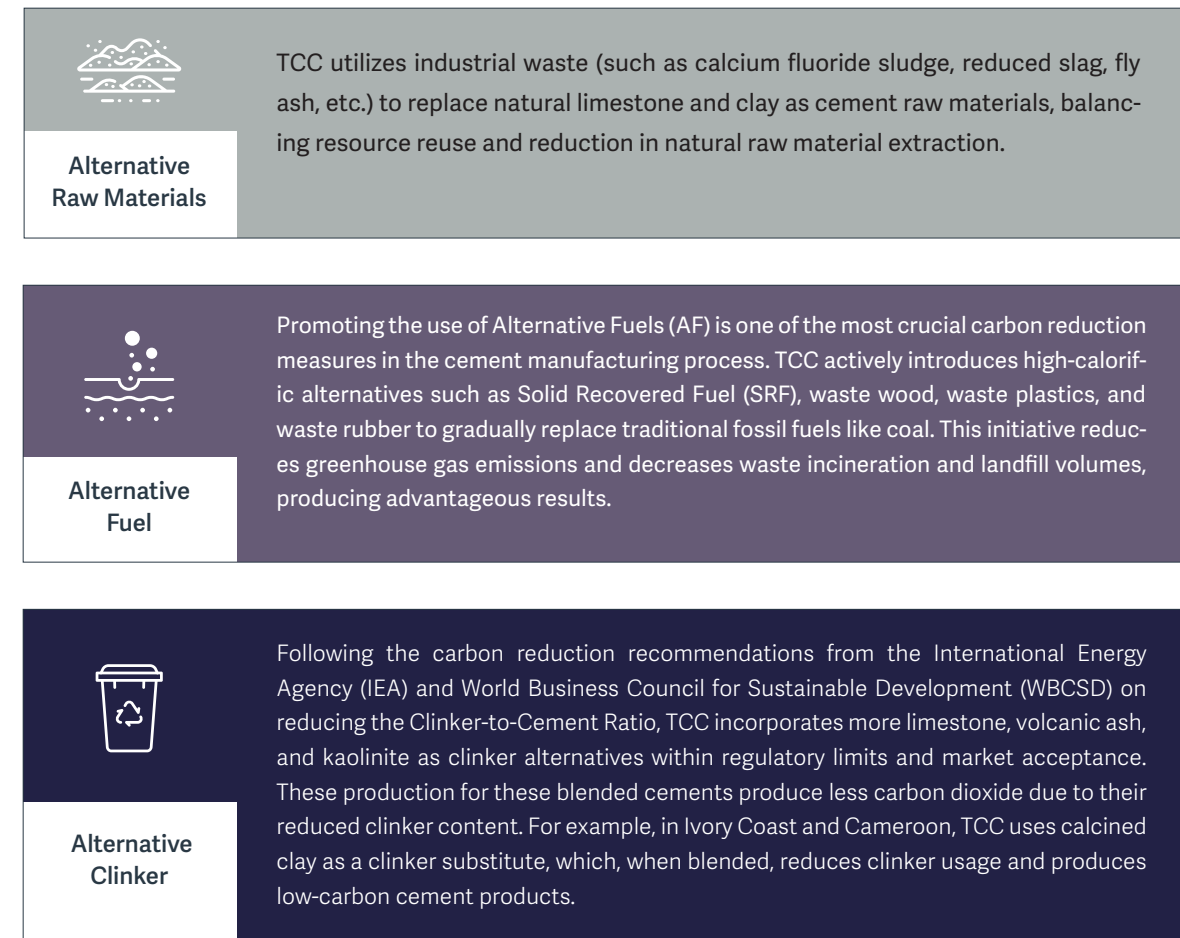 TCC utilizes industrial waste (such as calcium fluoride sludge, reduced slag, fly
ash, etc.) to replace natural limestone and clay as cement raw materials, balanc-
ing resource reuse and reduction in natural raw material extraction.
Alternative
Raw Materials
Promoting the use of Alternative Fuels (AF) is one of the most crucial carbon reduction
measures in the cement manufacturing process. TCC actively introduces high-calorif-
ic alternatives such as Solid Recovered Fuel (SRF), waste wood, waste plastics, and
waste rubber to gradually replace traditional fossil fuels like coal. This initiative reduc-
es greenhouse gas emissions and decreases waste incineration and landfill volumes,
producing advantageous results.
Alternative
Fuel
Following the carbon reduction recommendations from the International Energy
Agency (IEA) and World Business Council for Sustainable Development (WBCSD) on
reducing the Clinker-to-Cement Ratio, TCC incorporates more limestone, volcanic ash,
and kaolinite as clinker alternatives within regulatory limits and market acceptance.
These production for these blended cements produce less carbon dioxide due to their
reduced clinker content. For example, in Ivory Coast and Cameroon, TCC uses calcined
clay as a clinker substitute, which, when blended, reduces clinker usage and produces
low-carbon cement products.
Alternative
Clinker